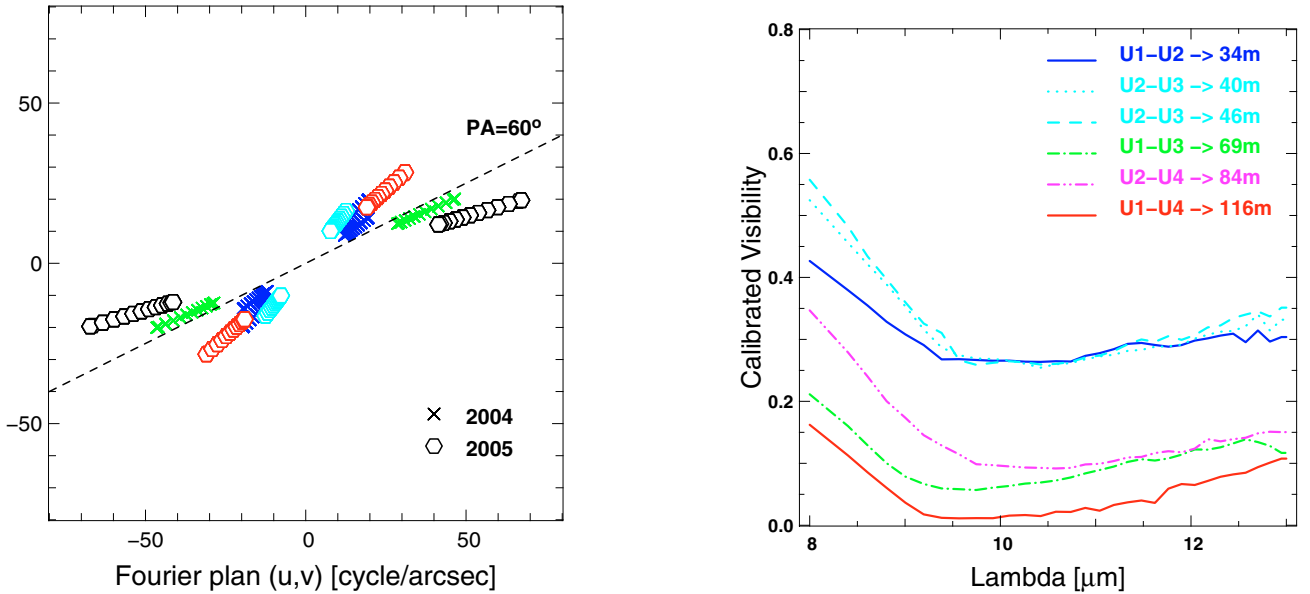 50
0
−50
−50
0
50
PA=60º
2004
2005
Fourier plan (u,v) [cycle/arcsec]
Calibrated Visibility
0.8
0.6
0.4
0.2
0.0
8
10
12
Lambda [μm]
U1−U2 −> 34m
U2−U3 −> 40m
U2−U3 −> 46m
U1−U3 −> 69m
U2−U4 −> 84m
U1−U4 −> 116m